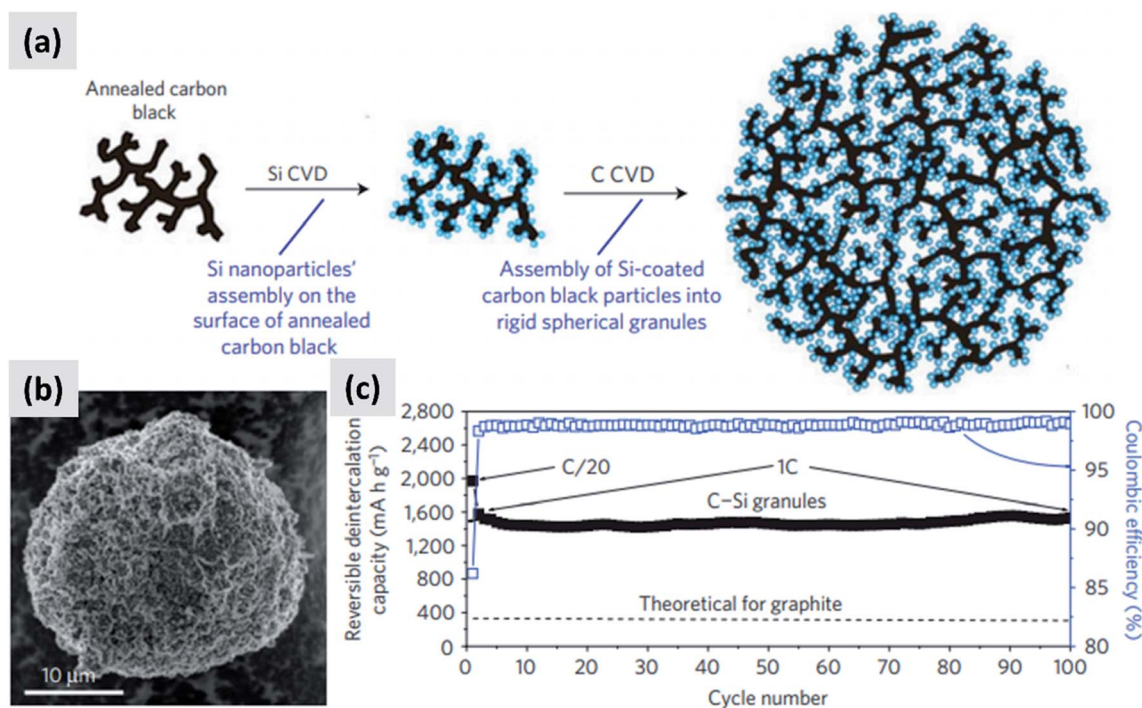 (a)
Annealed carbon
black
Si CVD
C CVD
Si nanoparticles'
assembly on the
surface of annealed
carbon black
Assembly of Si-coated
carbon black particles into
rigid spherical granules
(b)
10 μm
(c)
Reversible deintercalation
capacity (mA h g⁻¹)
2,800
2,400
2,000
1,600
1,200
800
400
0
C/20
1C
C–Si granules
Theoretical for graphite
100
95
90
85
80
Coulombic efficiency (%)
0 10 20 30 40 50 60 70 80 90 100
Cycle number